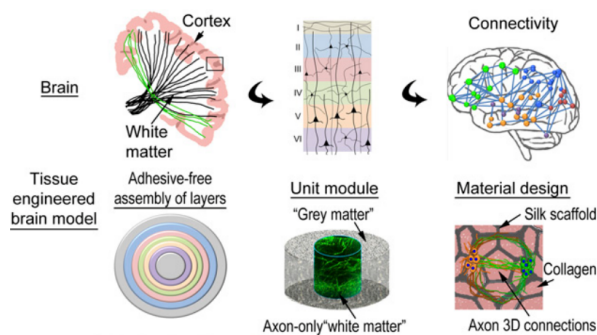 Cortex
Brain
White
matter
I
II
III
IV
V
VI
Connectivity
Tissue
engineered
brain model
Adhesive-free
assembly of layers
Unit module
"Grey matter"
Axon-only"white matter"
Material design
Silk scaffold
Collagen
Axon 3D connections